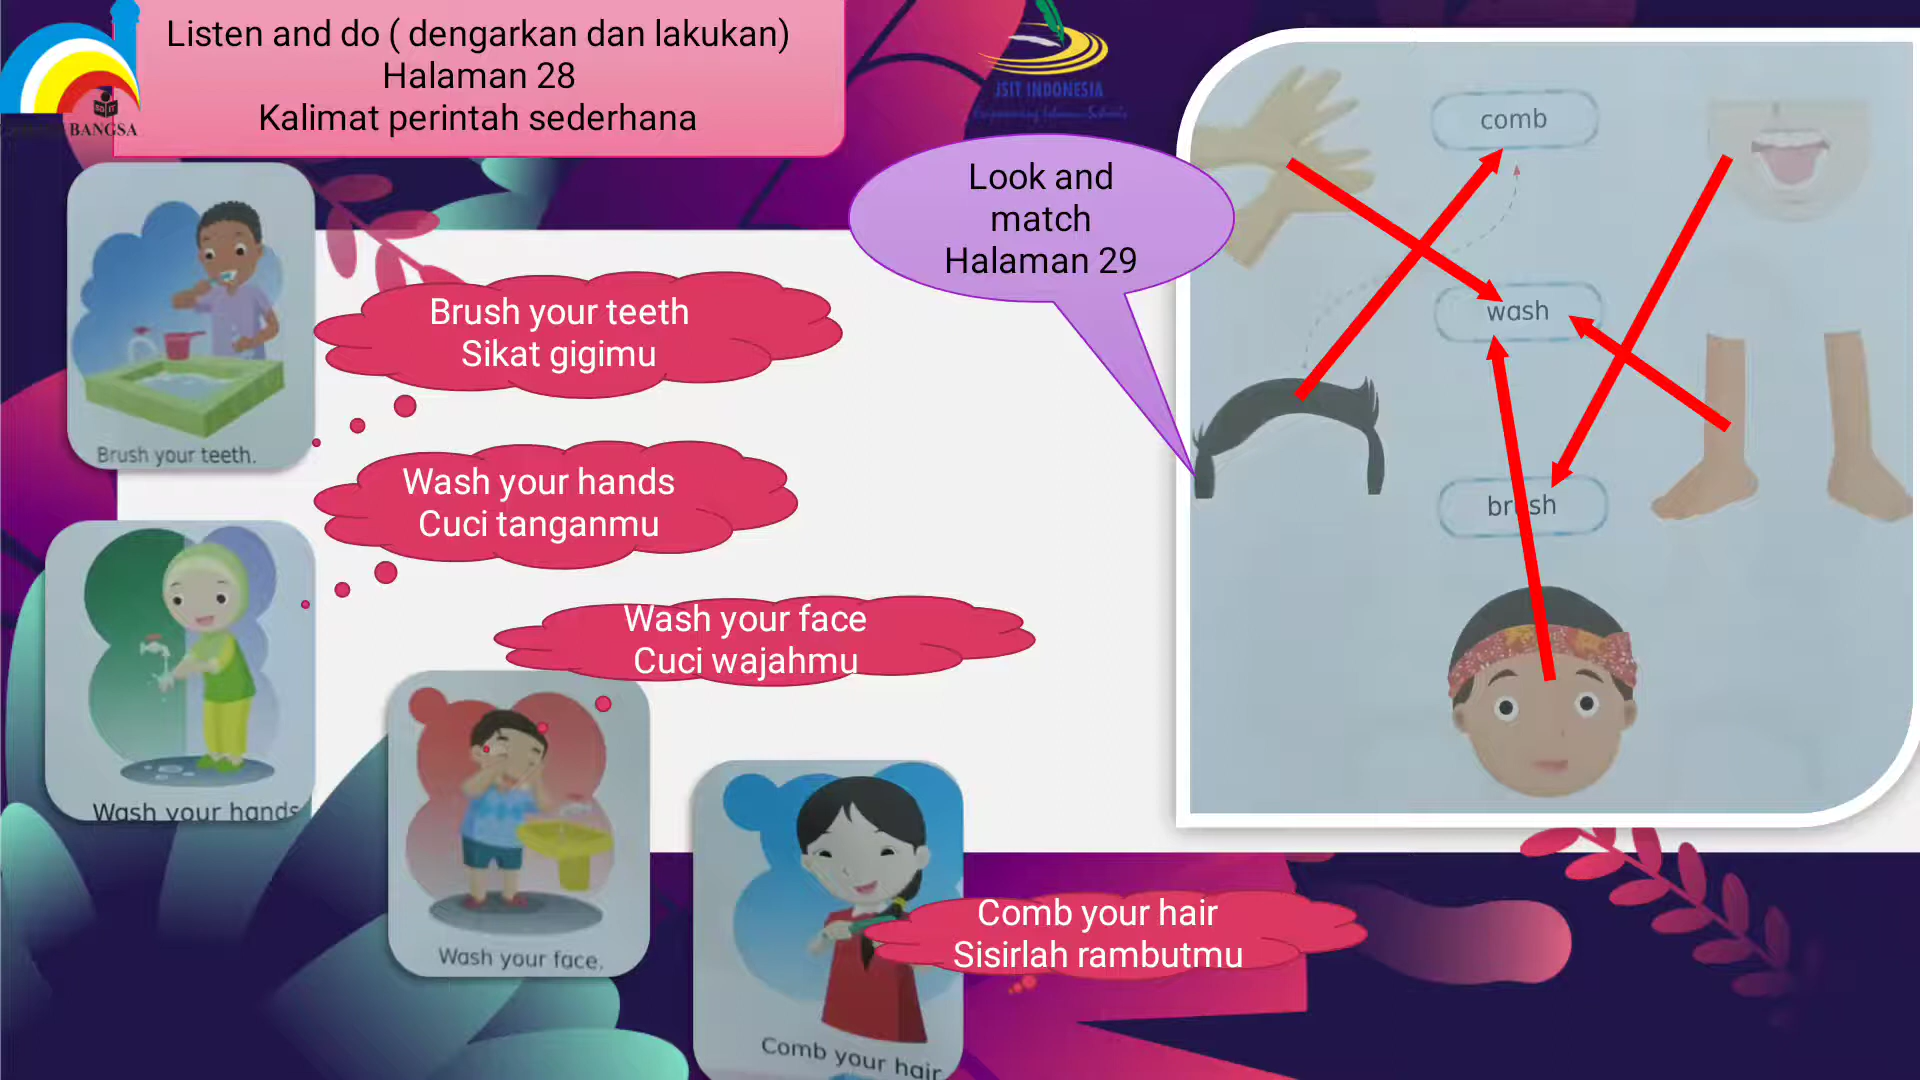 Listen and do ( dengarkan dan lakukan)
Halaman 28
Kalimat perintah sederhana
BANGSA
JSIT INDONESIA
Look and
match
Halaman 29
comb
wash
brush
Brush your teeth
Sikat gigimu
Brush your teeth.
Wash your hands
Cuci tanganmu
Wash your hands
Wash your face
Cuci wajahmu
Wash your face.
Comb your hair
Sisirlah rambutmu
Comb your hair